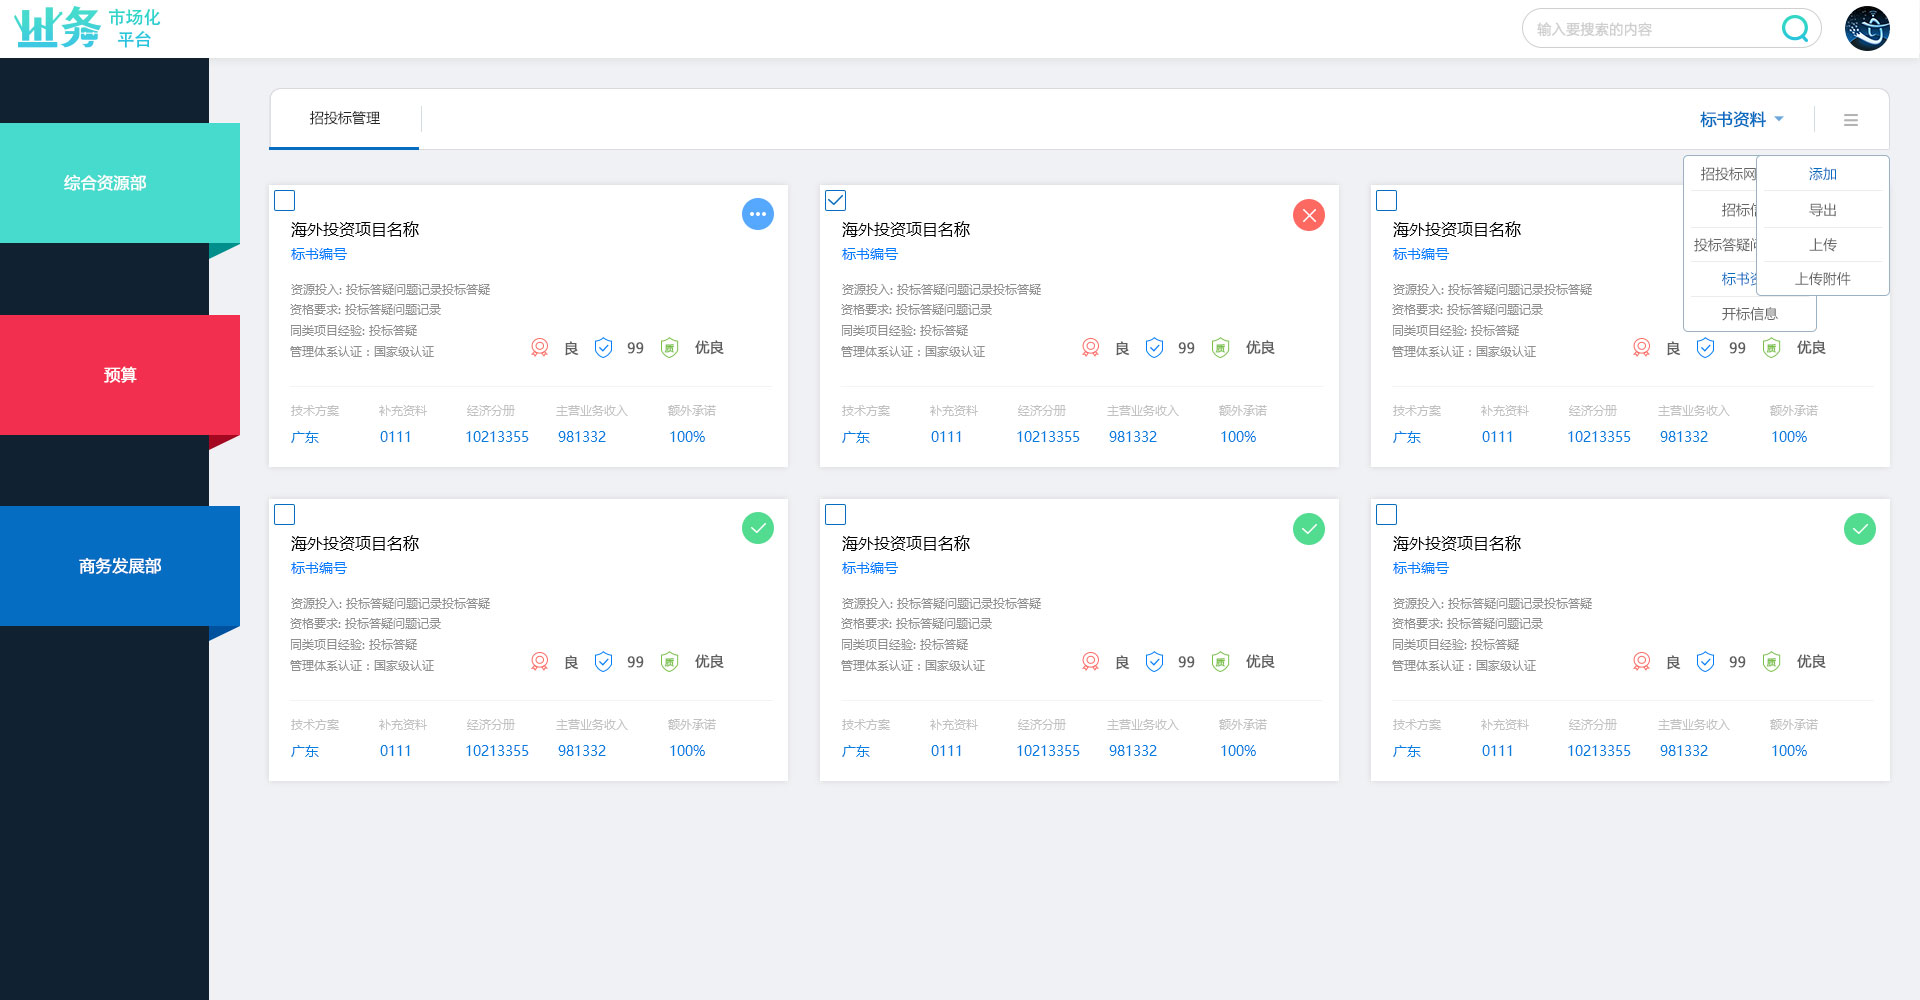 业务
市场化
平台
输入要搜索的内容
综合资源部
预算
商务发展部
招投标管理
标书资料
招投标网
招标信
投标答疑问
标书资
开标信息
添加
导出
上传
上传附件
海外投资项目名称
标书编号
资源投入: 投标答疑问题记录投标答疑
资格要求: 投标答疑问题记录
同类项目经验: 投标答疑
管理体系认证：国家级认证
良 99 质 优良
技术方案 补充资料 经济分册 主营业务收入 额外承诺
广东 0111 10213355 981332 100%
海外投资项目名称
标书编号
资源投入: 投标答疑问题记录投标答疑
资格要求: 投标答疑问题记录
同类项目经验: 投标答疑
管理体系认证：国家级认证
良 99 质 优良
技术方案 补充资料 经济分册 主营业务收入 额外承诺
广东 0111 10213355 981332 100%
海外投资项目名称
标书编号
资源投入: 投标答疑问题记录投标答疑
资格要求: 投标答疑问题记录
同类项目经验: 投标答疑
管理体系认证：国家级认证
良 99 质 优良
技术方案 补充资料 经济分册 主营业务收入 额外承诺
广东 0111 10213355 981332 100%
海外投资项目名称
标书编号
资源投入: 投标答疑问题记录投标答疑
资格要求: 投标答疑问题记录
同类项目经验: 投标答疑
管理体系认证：国家级认证
良 99 质 优良
技术方案 补充资料 经济分册 主营业务收入 额外承诺
广东 0111 10213355 981332 100%
海外投资项目名称
标书编号
资源投入: 投标答疑问题记录投标答疑
资格要求: 投标答疑问题记录
同类项目经验: 投标答疑
管理体系认证：国家级认证
良 99 质 优良
技术方案 补充资料 经济分册 主营业务收入 额外承诺
广东 0111 10213355 981332 100%
海外投资项目名称
标书编号
资源投入: 投标答疑问题记录投标答疑
资格要求: 投标答疑问题记录
同类项目经验: 投标答疑
管理体系认证：国家级认证
良 99 质 优良
技术方案 补充资料 经济分册 主营业务收入 额外承诺
广东 0111 10213355 981332 100%